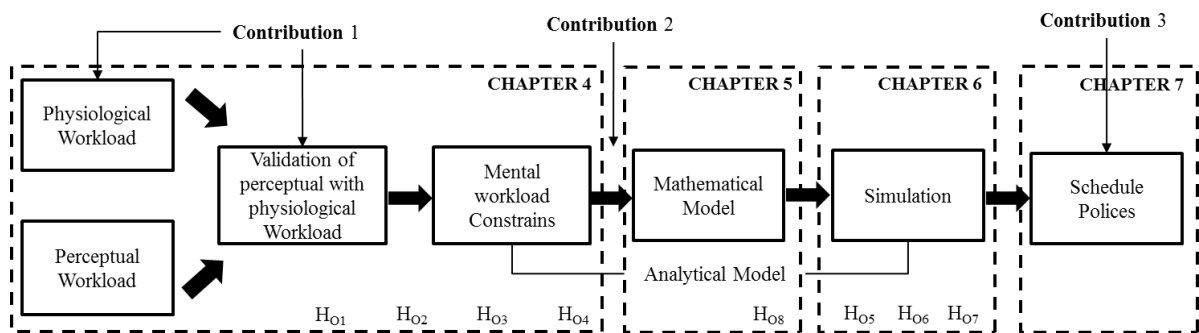 Contribution 1
Contribution 2
Contribution 3
CHAPTER 4
CHAPTER 5
CHAPTER 6
CHAPTER 7
Physiological
Workload
Perceptual
Workload
Validation of
perceptual with
physiological
Workload
Mental
workload
Constrains
Mathematical
Model
Simulation
Schedule
Polices
Analytical Model
HO1
HO2
HO3
HO4
HO8
HO5
HO6
HO7